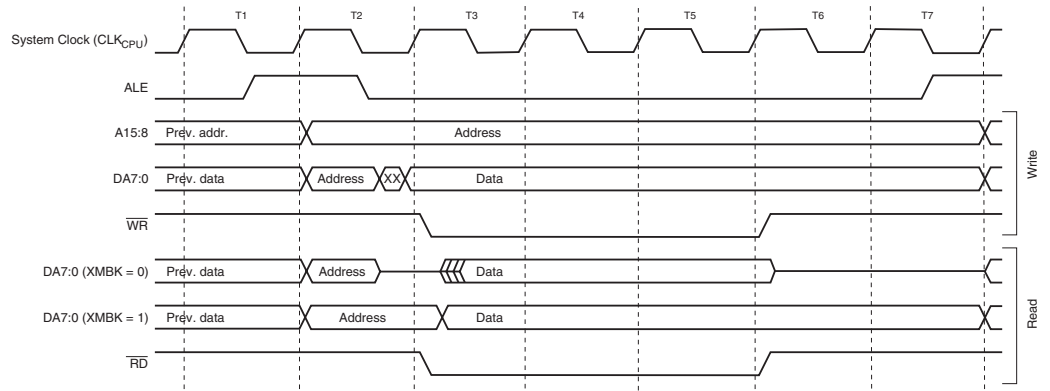 T1 T2 T3 T4 T5 T6 T7
System Clock (CLKCPU)
ALE
A15:8 Prev. addr. Address
DA7:0 Prev. data Address XX Data
WR
Write
DA7:0 (XMBK = 0) Prev. data Address Data
DA7:0 (XMBK = 1) Prev. data Address Data
RD
Read